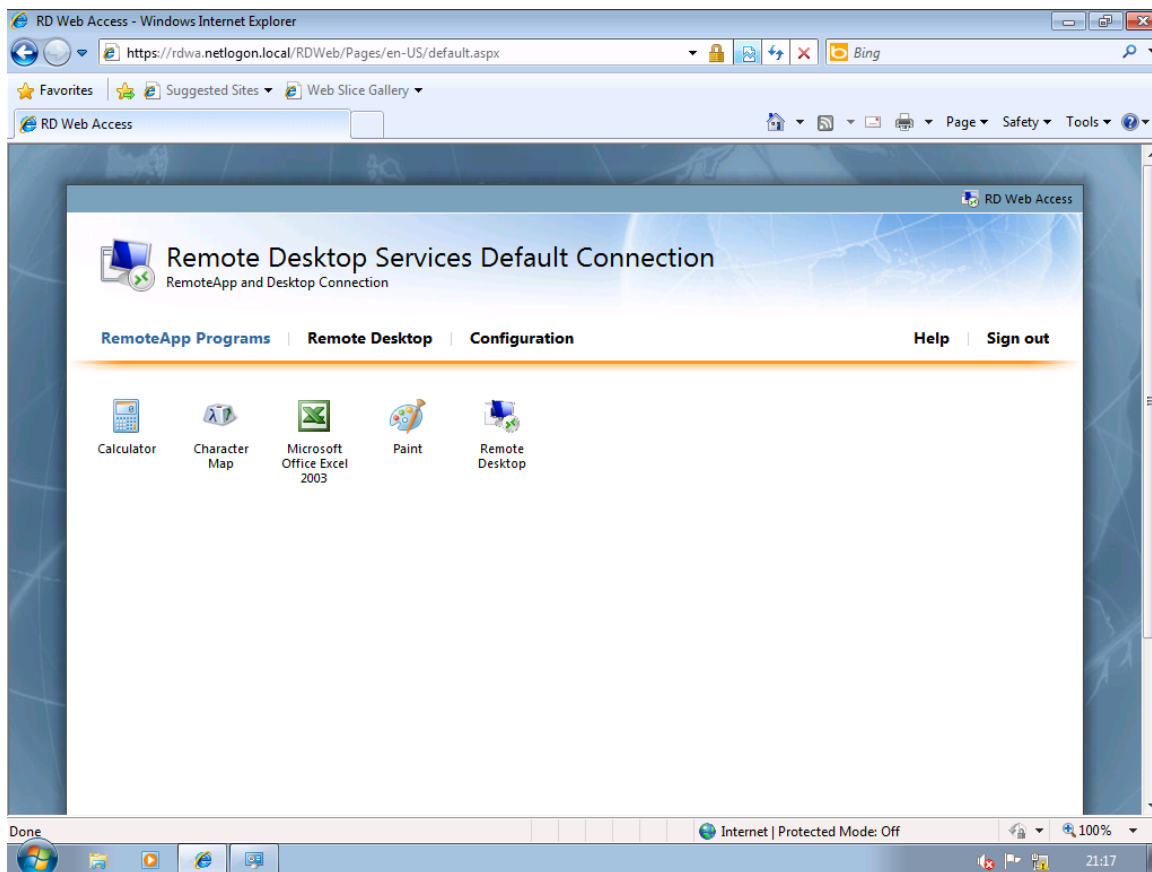 RD Web Access - Windows Internet Explorer
https://rdwa.netlogon.local/RDWeb/Pages/en-US/default.aspx
Bing
Favorites
Suggested Sites
Web Slice Gallery
RD Web Access
Page
Safety
Tools
RD Web Access
Remote Desktop Services Default Connection
RemoteApp and Desktop Connection
RemoteApp Programs
Remote Desktop
Configuration
Help
Sign out
Calculator
Character
Map
Microsoft
Office Excel
2003
Paint
Remote
Desktop
Done
Internet | Protected Mode: Off
100%
21:17